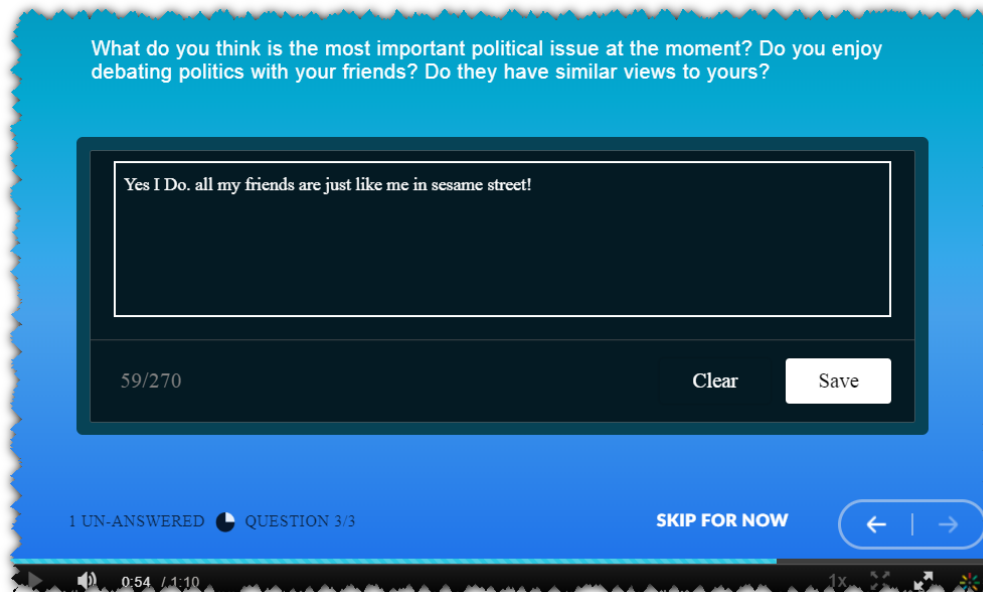 What do you think is the most important political issue at the moment? Do you enjoy
debating politics with your friends? Do they have similar views to yours?
Yes I Do. all my friends are just like me in sesame street!
59/270
Clear
Save
1 UN-ANSWERED
QUESTION 3/3
SKIP FOR NOW
0:54 / 1:10
1x